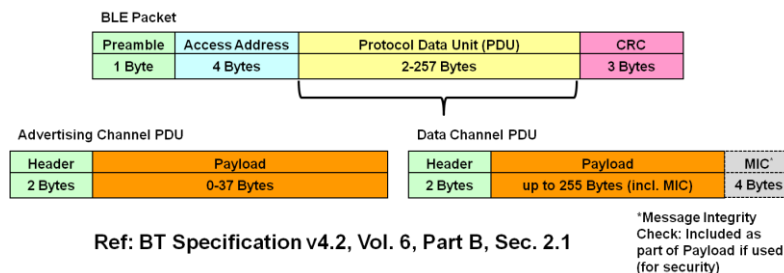 BLE Packet
Preamble Access Address Protocol Data Unit (PDU) CRC
1 Byte 4 Bytes 2-257 Bytes 3 Bytes
Advertising Channel PDU Data Channel PDU
Header Payload Header Payload MIC*
2 Bytes 0-37 Bytes 2 Bytes up to 255 Bytes (incl. MIC) 4 Bytes
Ref: BT Specification v4.2, Vol. 6, Part B, Sec. 2.1
*Message Integrity
Check: Included as
part of Payload if used
(for security)